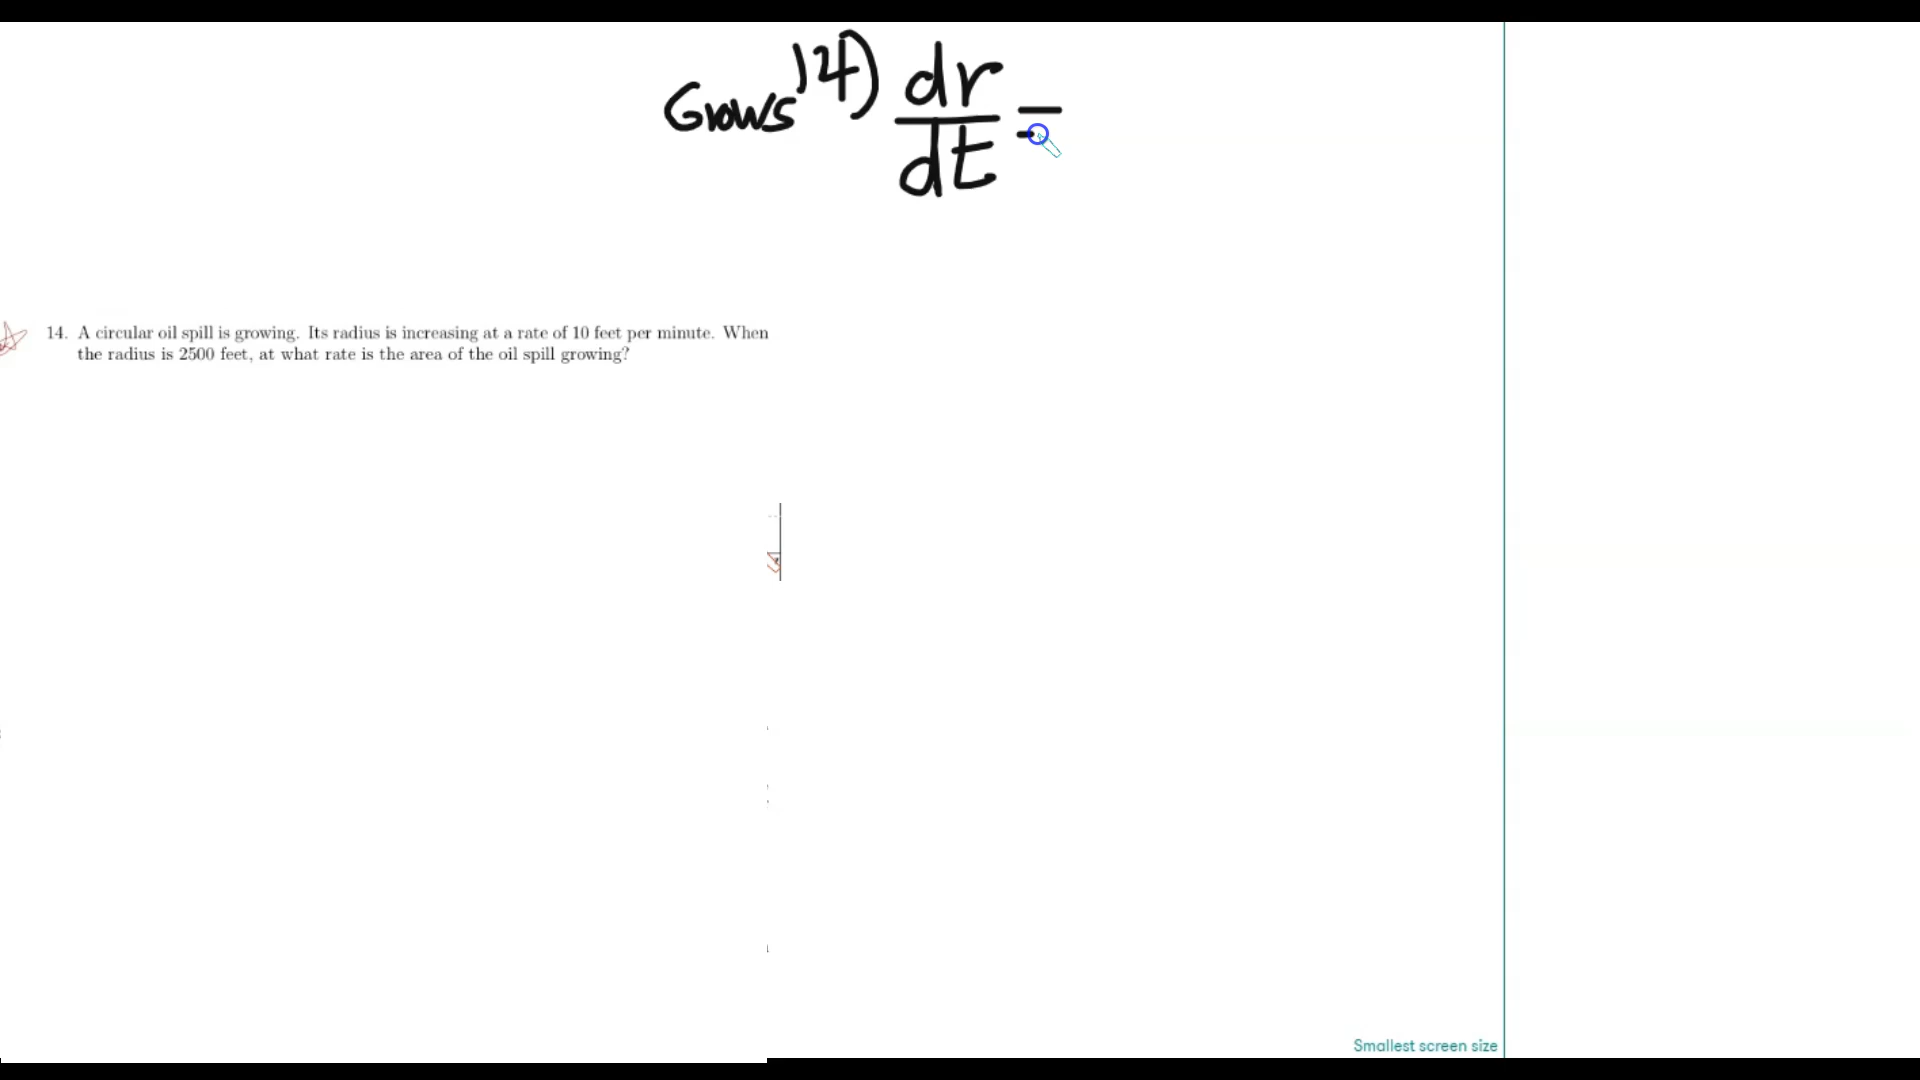 Grows 14) dr
dt =
14. A circular oil spill is growing. Its radius is increasing at a rate of 10 feet per minute. When
the radius is 2500 feet, at what rate is the area of the oil spill growing?
Smallest screen size